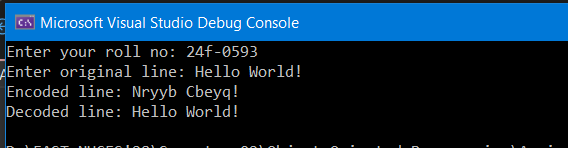 Microsoft Visual Studio Debug Console
Enter your roll no: 24f-0593
Enter original line: Hello World!
Encoded line: Nryyb Cbeyq!
Decoded line: Hello World!